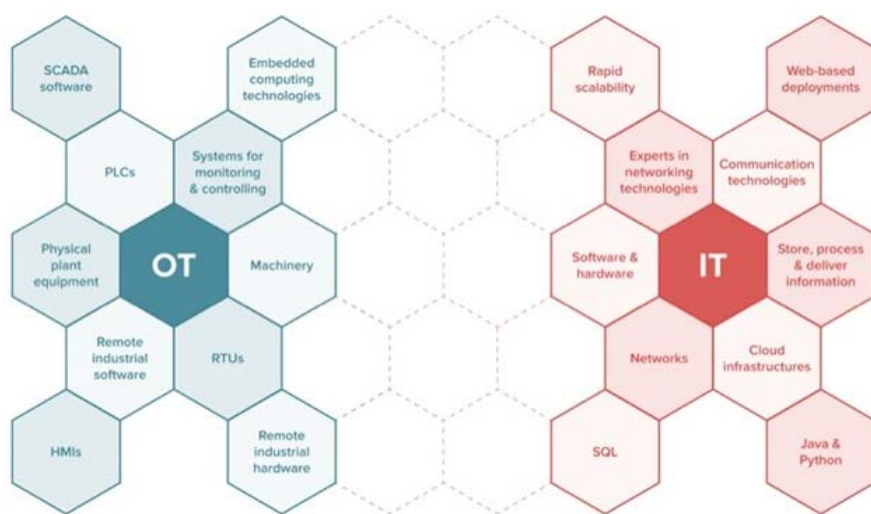 SCADA
software
Embedded
computing
technologies
PLCs
Systems for
monitoring
& controlling
Physical
plant
equipment
OT
Machinery
Remote
industrial
software
RTUs
HMIs
Remote
industrial
hardware
Rapid
scalability
Web-based
deployments
Experts in
networking
technologies
Communication
technologies
Software &
hardware
IT
Store, process
& deliver
information
Networks
Cloud
infrastructures
SQL
Java &
Python